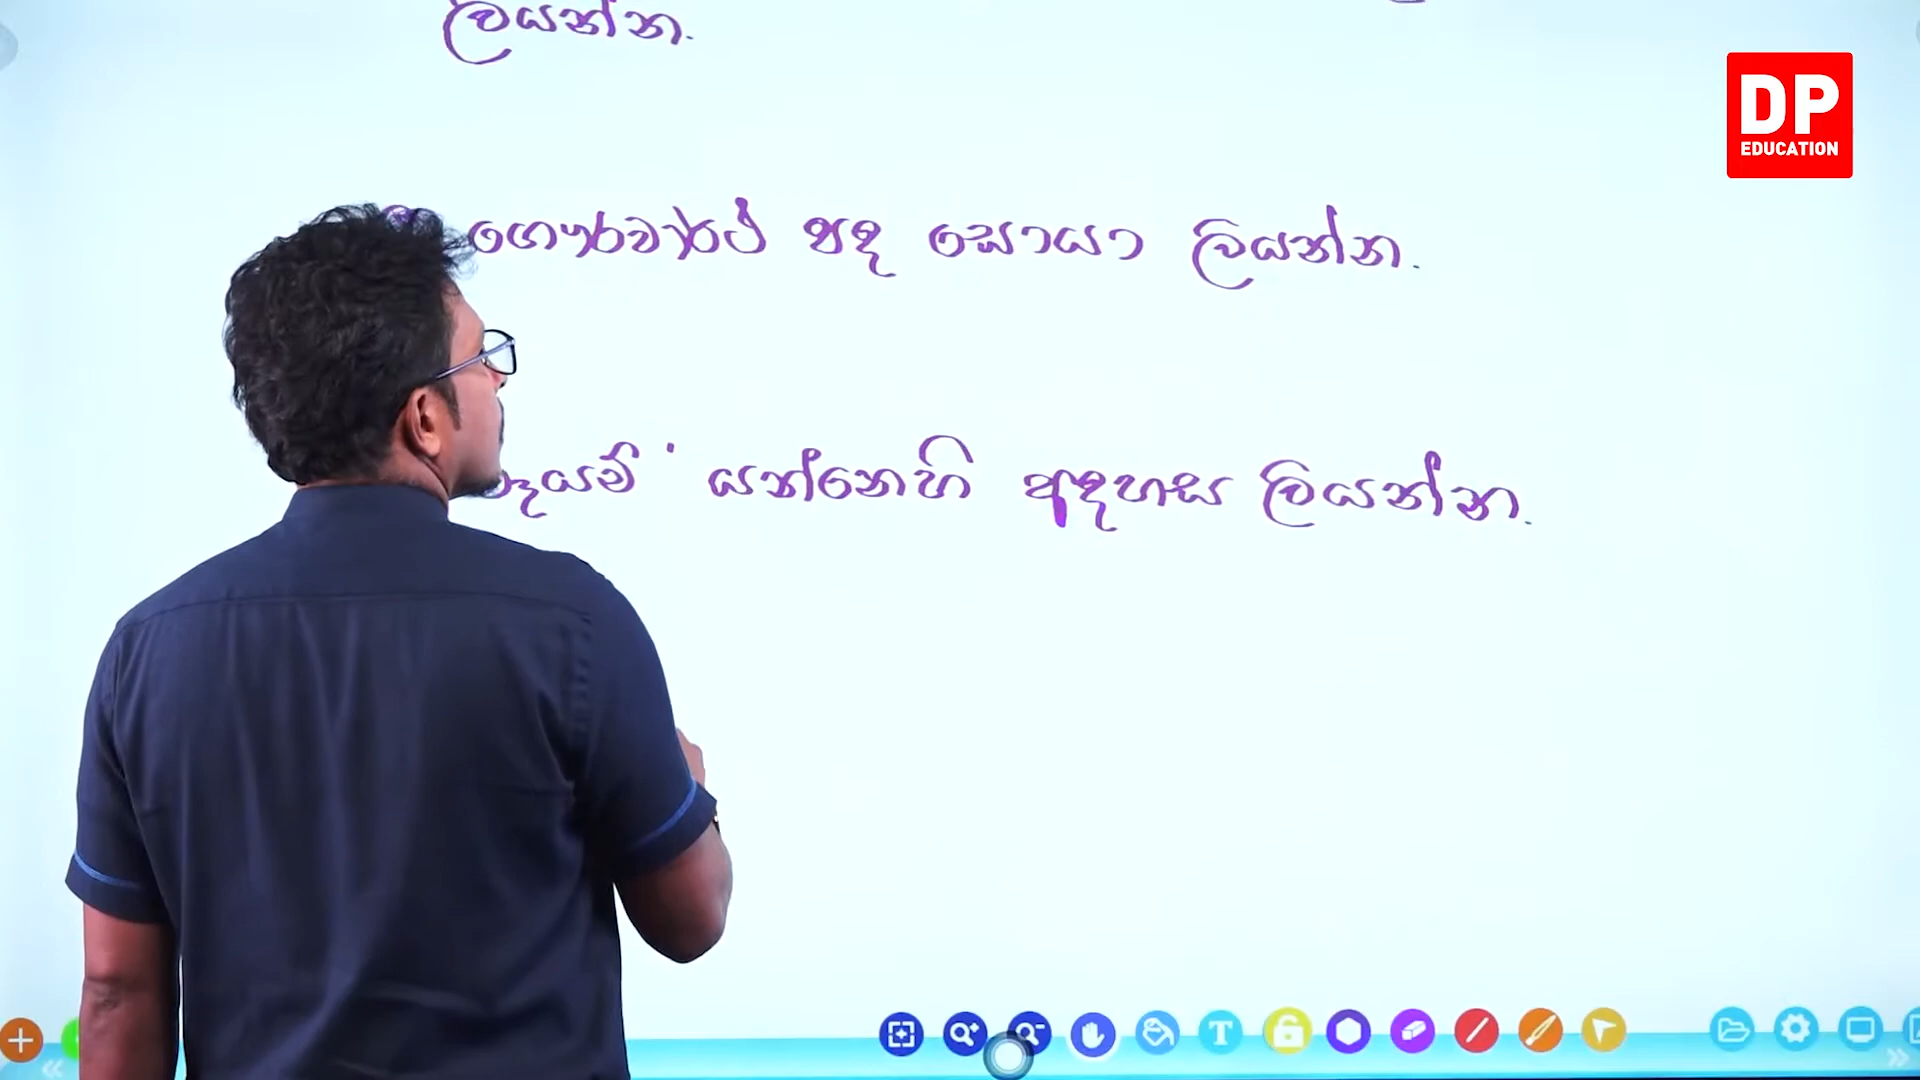 ලියන්න.
DP
EDUCATION
ගෞරවාර්ථ පද සොයා ලියන්න.
යන්නෙහි අදහස ලියන්න.
T